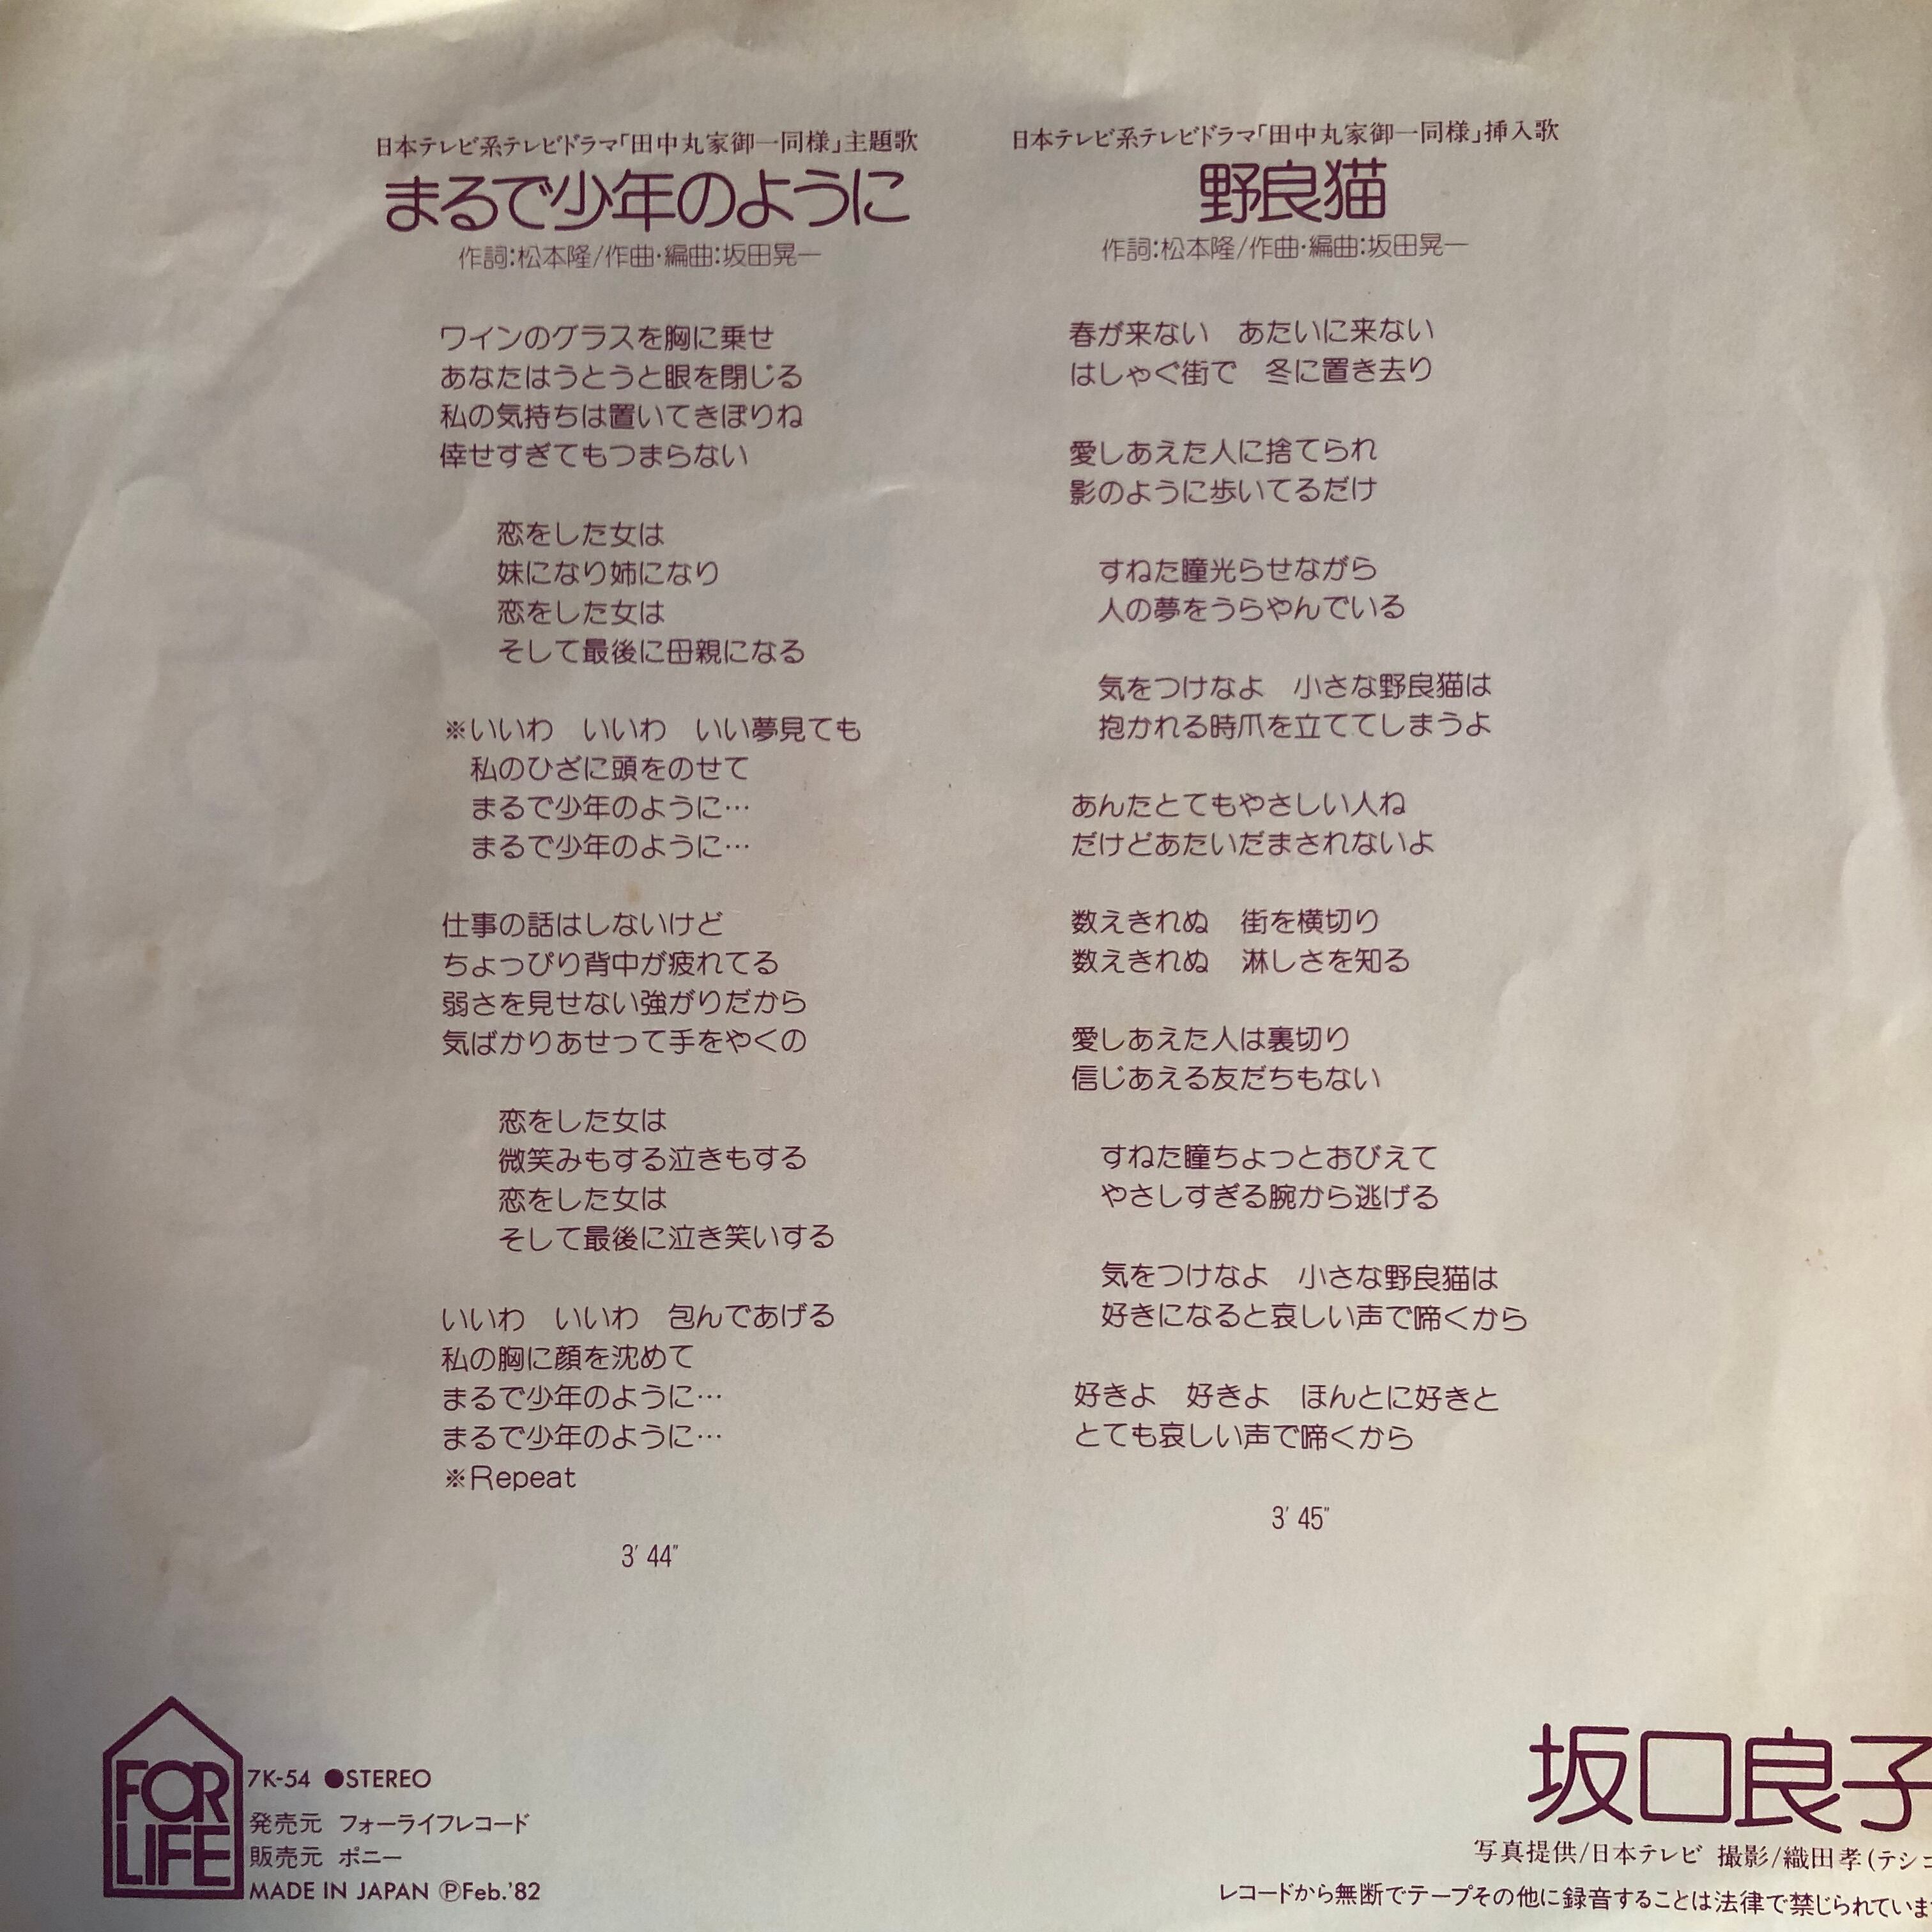 日本テレビ系テレビドラマ「田中丸家御一同様」主題歌
まるで少年のように
作詞:松本隆/作曲・編曲:坂田晃一
ワインのグラスを胸に乗せ
あなたはうとうと眼を閉じる
私の気持ちは置いてきぼりね
倖せすぎてもつまらない
恋をした女は
妹になり姉になり
恋をした女は
そして最後に母親になる
※いいわ　いいわ　いい夢見ても
私のひざに頭をのせて
まるで少年のように…
まるで少年のように…
仕事の話はしないけど
ちょっぴり背中が疲れてる
弱さを見せない強がりだから
気ばかりあせって手をやくの
恋をした女は
微笑みもする泣きもする
恋をした女は
そして最後に泣き笑いする
いいわ　いいわ　包んであげる
私の胸に顔を沈めて
まるで少年のように…
まるで少年のように…
※Repeat
3′ 44″
日本テレビ系テレビドラマ「田中丸家御一同様」挿入歌
野良猫
作詞:松本隆/作曲・編曲:坂田晃一
春が来ない　あたいに来ない
はしゃぐ街で　冬に置き去り
愛しあえた人に捨てられ
影のように歩いてるだけ
すねた瞳光らせながら
人の夢をうらやんでいる
気をつけなよ　小さな野良猫は
抱かれる時爪を立ててしまうよ
あんたとてもやさしい人ね
だけどあたいだまされないよ
数えきれぬ　街を横切り
数えきれぬ　淋しさを知る
愛しあえた人は裏切り
信じあえる友だちもない
すねた瞳ちょっとおびえて
やさしすぎる腕から逃げる
気をつけなよ　小さな野良猫は
好きになると哀しい声で啼くから
好きよ　好きよ　ほんとに好きと
とても哀しい声で啼くから
3′ 45″
FOR
LIFE
7K-54 ●STEREO
発売元 フォーライフレコード
販売元 ポニー
MADE IN JAPAN ℗Feb.'82
坂口良子
写真提供/日本テレビ 撮影/織田孝(テシコ
レコードから無断でテープその他に録音することは法律で禁じられていま